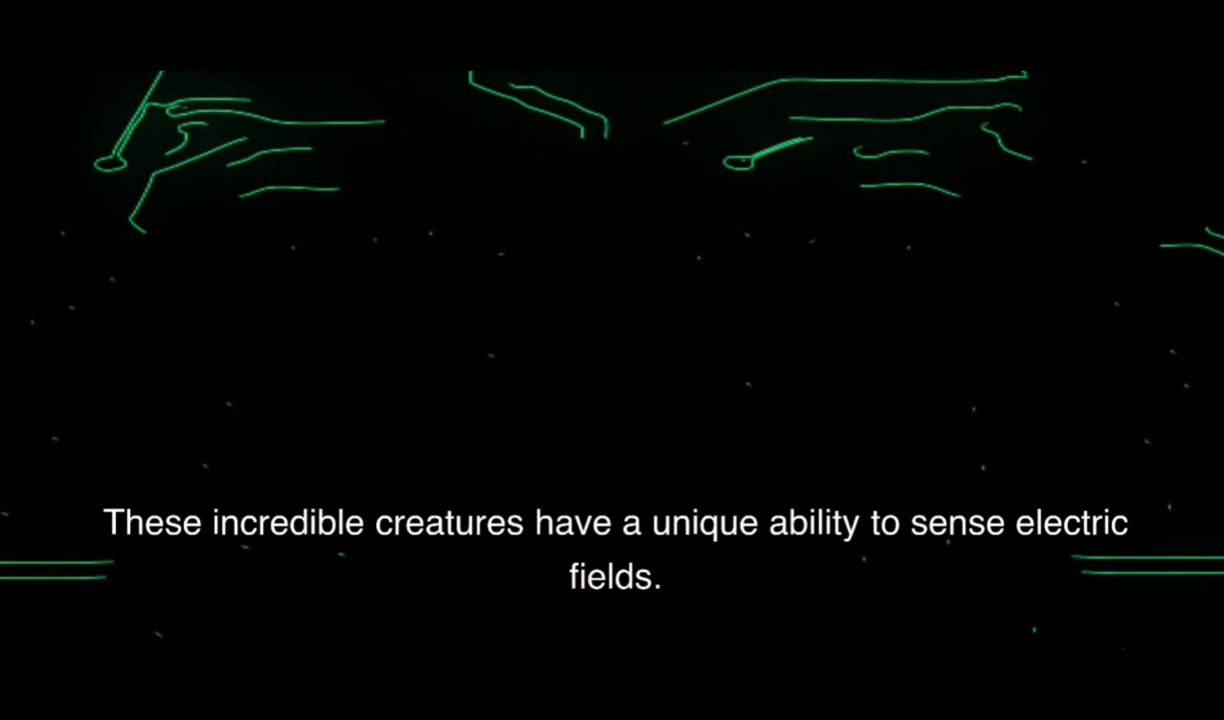 These incredible creatures have a unique ability to sense electric
fields.